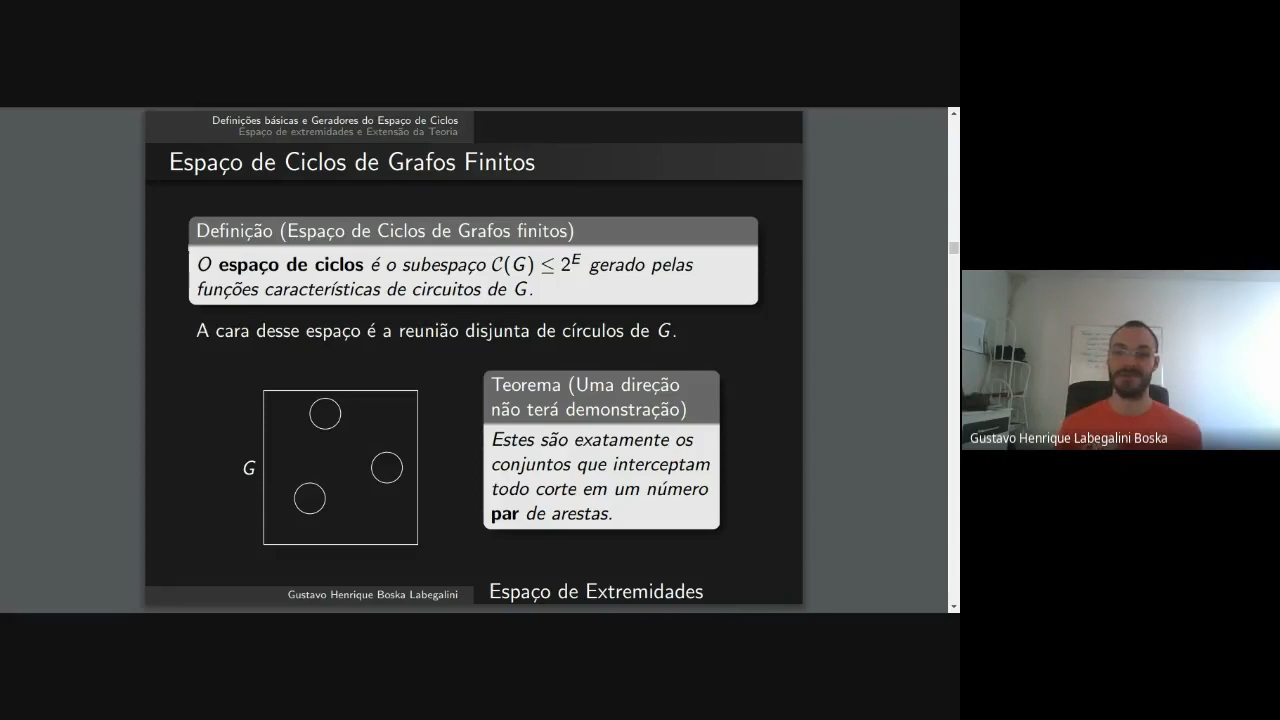 Definições básicas e Geradores do Espaço de Ciclos
Espaço de extremidades e Extensão da Teoria
Espaço de Ciclos de Grafos Finitos
Definição (Espaço de Ciclos de Grafos finitos)
O espaço de ciclos é o subespaço C(G) ≤ 2^E gerado pelas
funções características de circuitos de G.
A cara desse espaço é a reunião disjunta de círculos de G.
G
Teorema (Uma direção
não terá demonstração)
Estes são exatamente os
conjuntos que interceptam
todo corte em um número
par de arestas.
Gustavo Henrique Boska Labegalini
Espaço de Extremidades
Gustavo Henrique Labegalini Boska